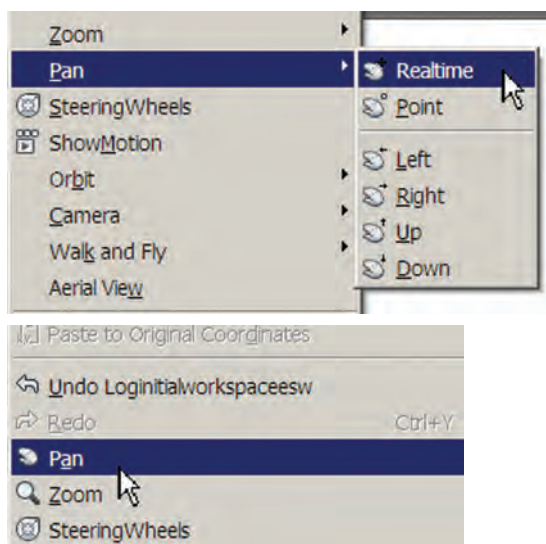 Zoom
Pan
SteeringWheels
ShowMotion
Orbit
Camera
Walk and Fly
Aerial View
Realtime
Point
Left
Right
Up
Down
Paste to Original Coordinates
Undo Loginitialworkspaceesw
Redo Ctrl+Y
Pan
Zoom
SteeringWheels